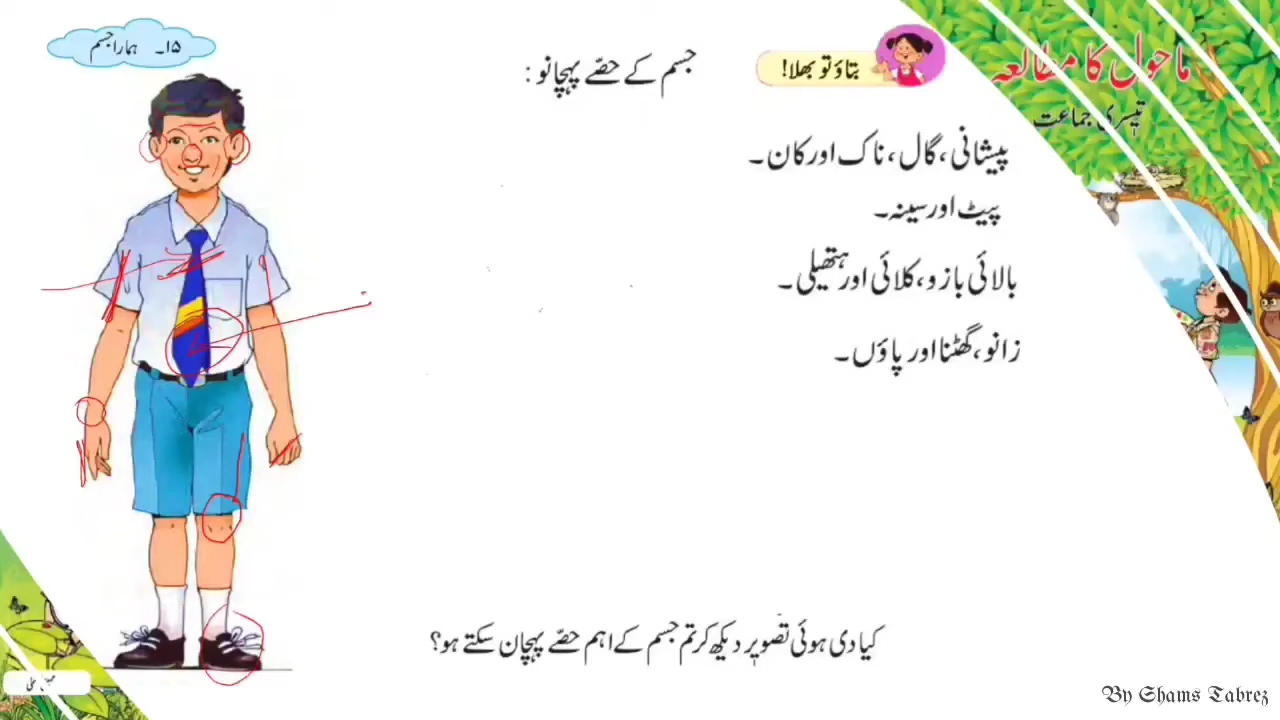 ماحول کا مطالعہ
تیسری جماعت
۱۵۔ ہمارا جسم
بتاؤ تو بھلا!
جسم کے حصّے پہچانو :
پیشانی، گال، ناک اور کان۔
پیٹ اور سینہ۔
بالائی بازو، کلائی اور ہتھیلی۔
زانو، گھٹنا اور پاؤں۔
کیا دی ہوئی تصویر دیکھ کر تم جسم کے اہم حصّے پہچان سکتے ہو؟
By Shams Tabrez